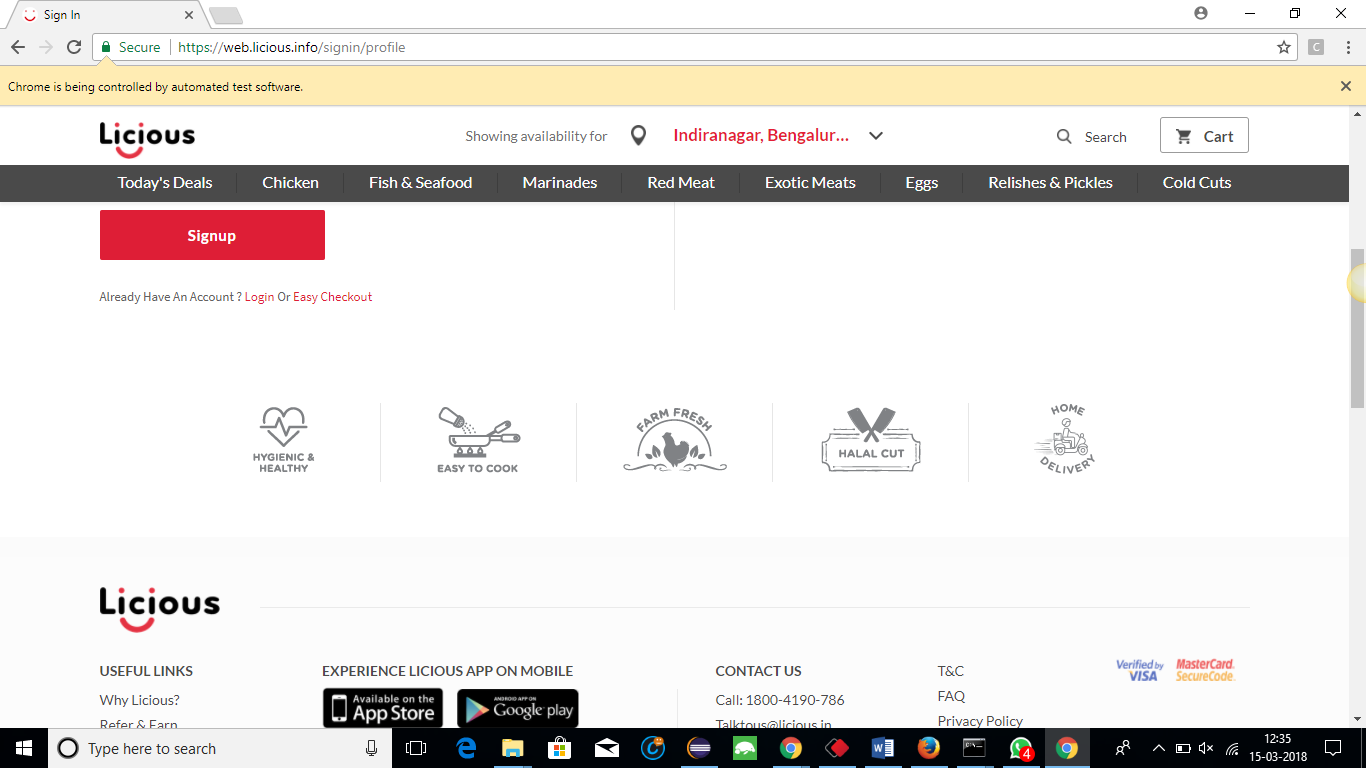 Sign In
Secure https://web.licious.info/signin/profile
C
Chrome is being controlled by automated test software.
Licious
Showing availability for
Indiranagar, Bengalur...
Search
Cart
Today's Deals
Chicken
Fish & Seafood
Marinades
Red Meat
Exotic Meats
Eggs
Relishes & Pickles
Cold Cuts
Signup
Already Have An Account ? Login Or Easy Checkout
HYGIENIC &
HEALTHY
EASY TO COOK
FARM FRESH
HALAL CUT
HOME
DELIVERY
Licious
USEFUL LINKS
Why Licious?
Refer & Earn
EXPERIENCE LICIOUS APP ON MOBILE
Available on the
App Store
ANDROID APP ON
Google play
CONTACT US
Call: 1800-4190-786
Talktous@licious.in
T&C
FAQ
Privacy Policy
Verified by
VISA
MasterCard.
SecureCode.
Type here to search
4
12:35
15-03-2018